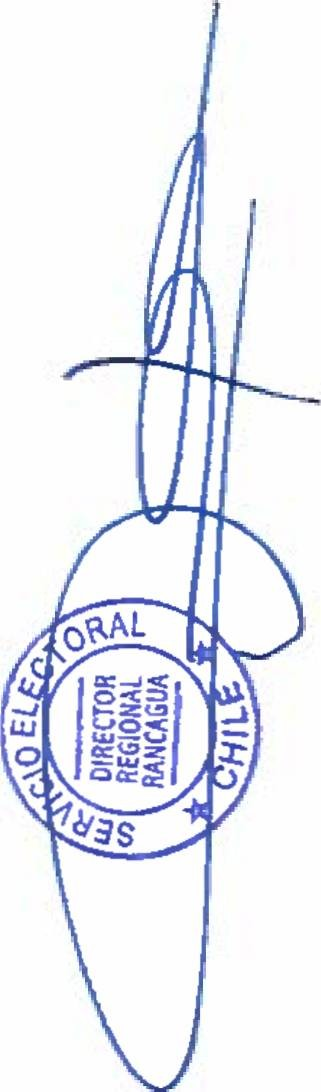 SERVICIO ELECTORAL
DIRECTOR
REGIONAL
RANCAGUA
CHILE